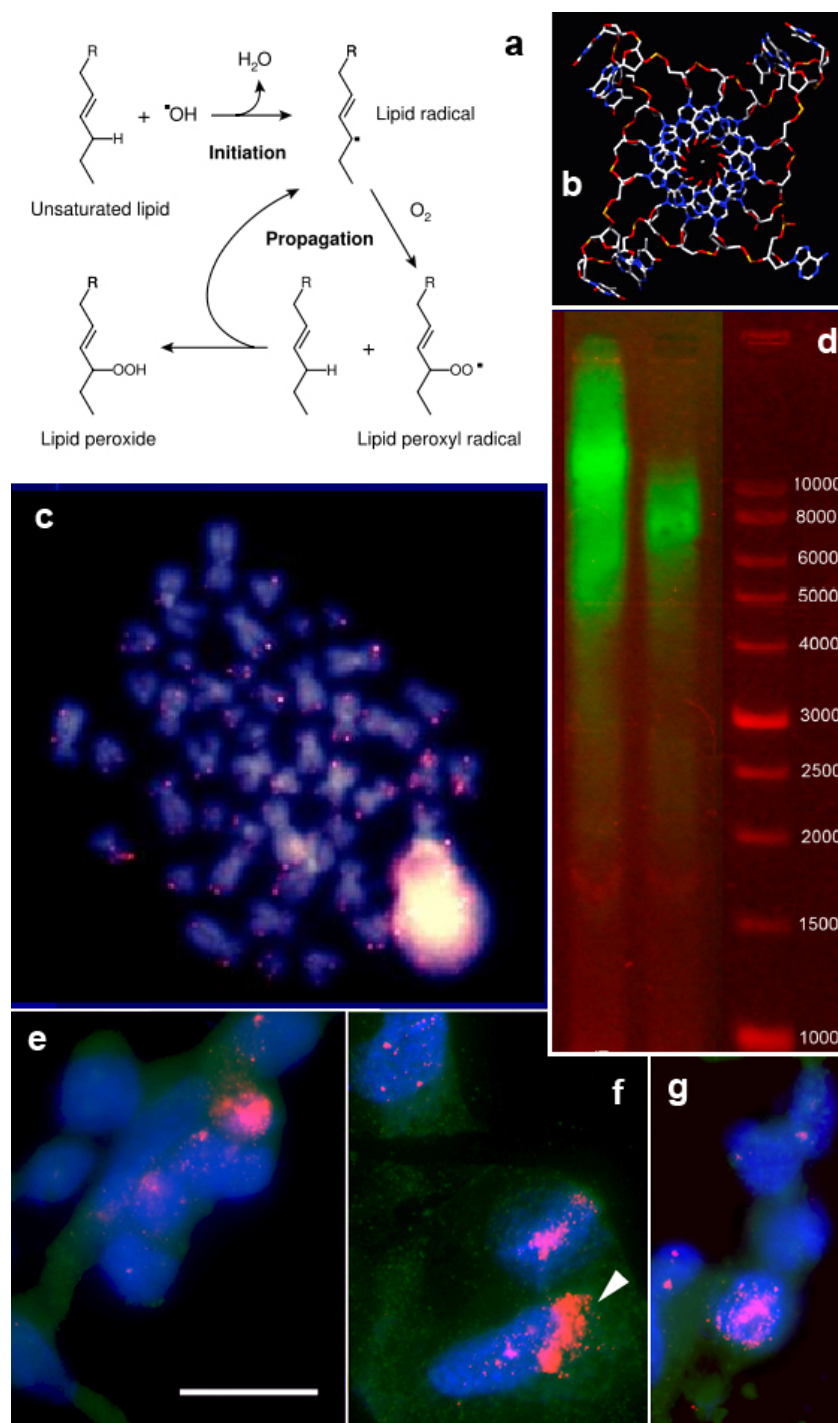 a
R
R
H₂O
+
•OH
H
Initiation
•
Lipid radical
Unsaturated lipid
O₂
Propagation
R
R
R
OOH
H
+
OO•
Lipid peroxide
Lipid peroxyl radical
b
d
10000
8000
6000
5000
4000
3000
2500
2000
1500
1000
c
e
f
g